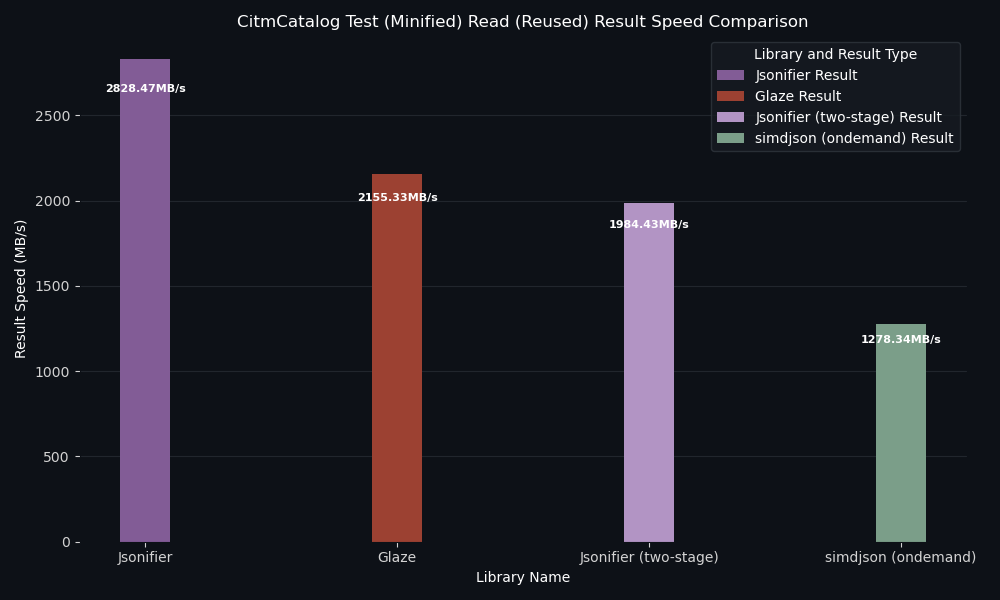 CitmCatalog Test (Minified) Read (Reused) Result Speed Comparison
Library and Result Type
Jsonifier Result
Glaze Result
Jsonifier (two-stage) Result
simdjson (ondemand) Result
2828.47MB/s
2155.33MB/s
1984.43MB/s
1278.34MB/s
Result Speed (MB/s)
2500
2000
1500
1000
500
0
Jsonifier
Glaze
Jsonifier (two-stage)
simdjson (ondemand)
Library Name